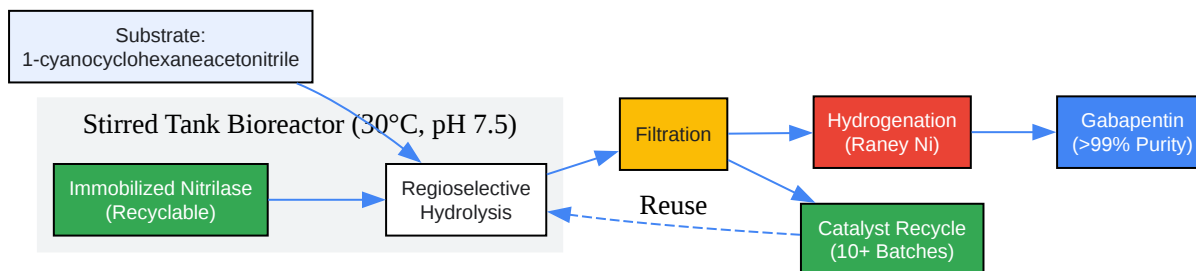 Substrate:
1-cyanocyclohexaneacetonitrile
Stirred Tank Bioreactor (30°C, pH 7.5)
Immobilized Nitrilase
(Recyclable)
Regioselective
Hydrolysis
Filtration
Hydrogenation
(Raney Ni)
Gabapentin
(>99% Purity)
Reuse
Catalyst Recycle
(10+ Batches)